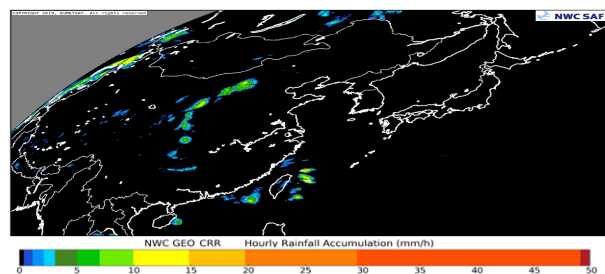 COPYRIGHT 2019, EUMETSAT, All rights reserved
NWC SAF
NWC GEO CRR Hourly Rainfall Accumulation (mm/h)
0 5 10 15 20 25 30 35 40 45 50